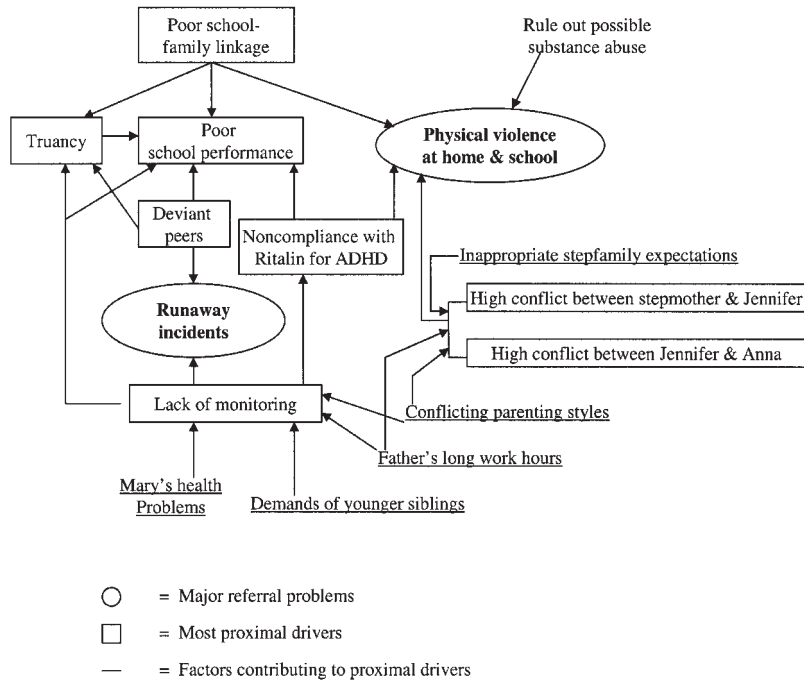 Poor school-
family linkage
Rule out possible
substance abuse
Truancy
Poor
school performance
Physical violence
at home & school
Deviant
peers
Noncompliance with
Ritalin for ADHD
Inappropriate stepfamily expectations
High conflict between stepmother & Jennifer
Runaway
incidents
High conflict between Jennifer & Anna
Lack of monitoring
Conflicting parenting styles
Father's long work hours
Mary's health
Problems
Demands of younger siblings
= Major referral problems
= Most proximal drivers
= Factors contributing to proximal drivers